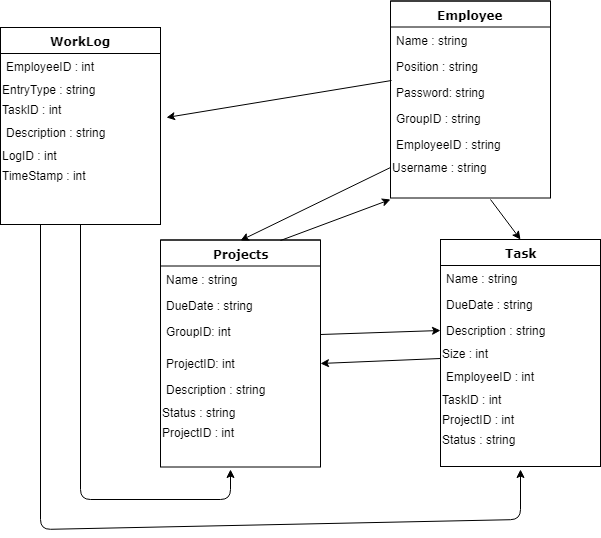 WorkLog
EmployeeID : int
EntryType : string
TaskID : int
Description : string
LogID : int
TimeStamp : int
Employee
Name : string
Position : string
Password: string
GroupID : string
EmployeeID : string
Username : string
Projects
Name : string
DueDate : string
GroupID: int
ProjectID: int
Description : string
Status : string
ProjectID : int
Task
Name : string
DueDate : string
Description : string
Size : int
EmployeeID : int
TaskID : int
ProjectID : int
Status : string